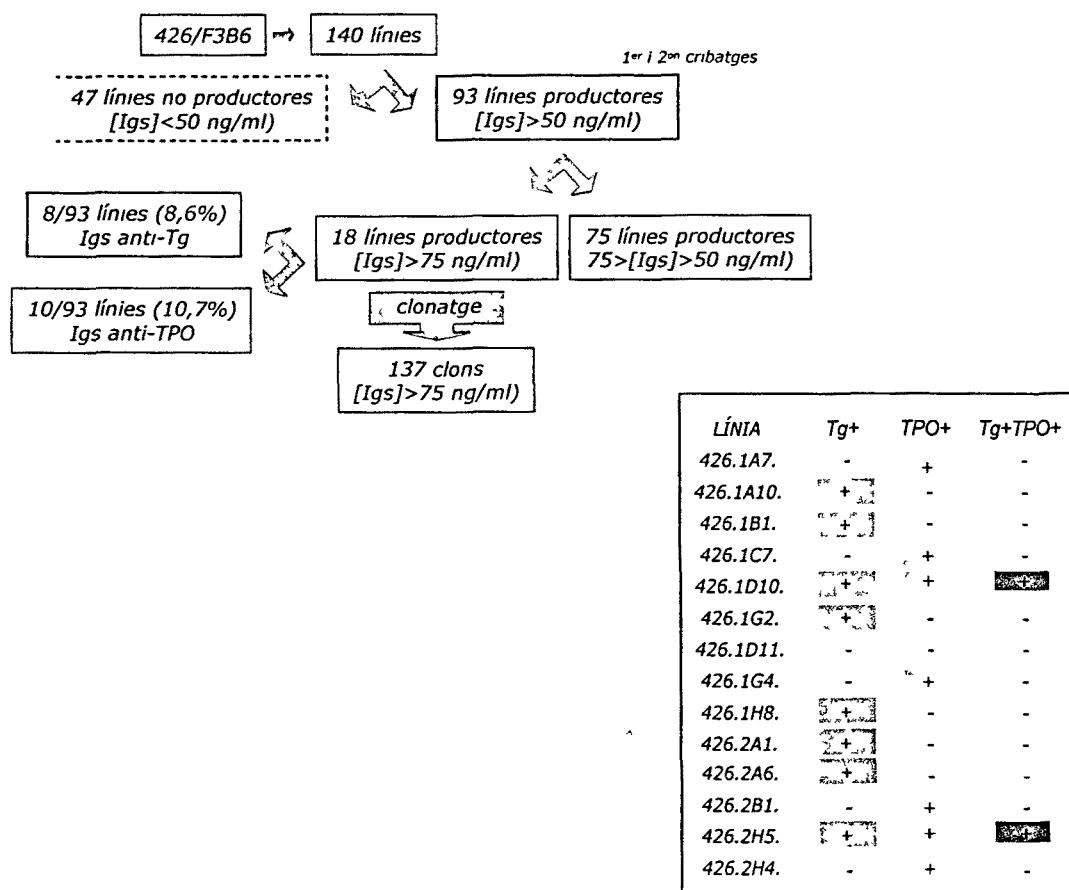 426/F3B6 ➟ 140 línies
1er i 2on cribatges
47 línies no productores
[Igs]<50 ng/ml)
93 línies productores
[Igs]>50 ng/ml)
8/93 línies (8,6%)
Igs anti-Tg
18 línies productores
[Igs]>75 ng/ml)
75 línies productores
75>[Igs]>50 ng/ml)
10/93 línies (10,7%)
Igs anti-TPO
clonatge
137 clons
[Igs]>75 ng/ml)
LÍNIA Tg+ TPO+ Tg+TPO+
426.1A7. - + -
426.1A10. + - -
426.1B1. + - -
426.1C7. - + -
426.1D10. + + +
426.1G2. + - -
426.1D11. - - -
426.1G4. - + -
426.1H8. + - -
426.2A1. + - -
426.2A6. + - -
426.2B1. - + -
426.2H5. + + +
426.2H4. - + -